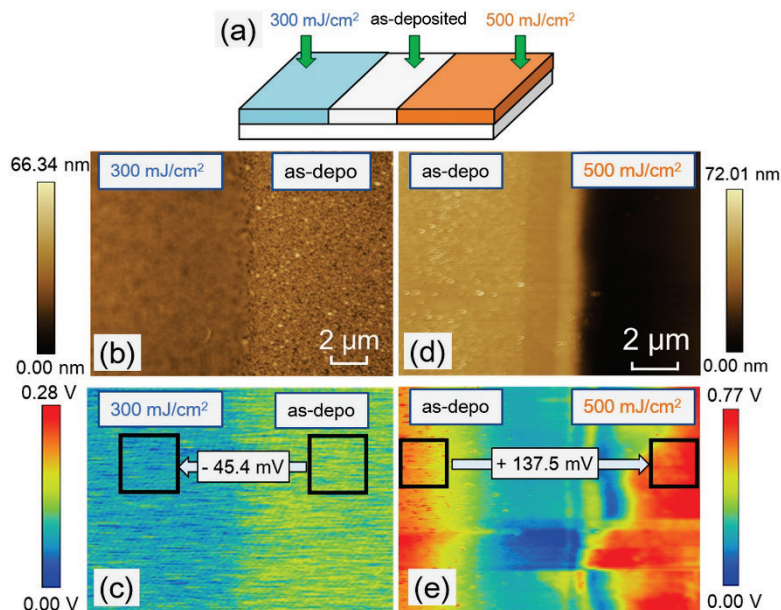 300 mJ/cm²
as-deposited
500 mJ/cm²
(a)
66.34 nm
0.00 nm
300 mJ/cm²
as-depo
(b)
2 μm
as-depo
500 mJ/cm²
(d)
2 μm
72.01 nm
0.00 nm
0.28 V
0.00 V
300 mJ/cm²
as-depo
- 45.4 mV
(c)
as-depo
500 mJ/cm²
+ 137.5 mV
(e)
0.77 V
0.00 V